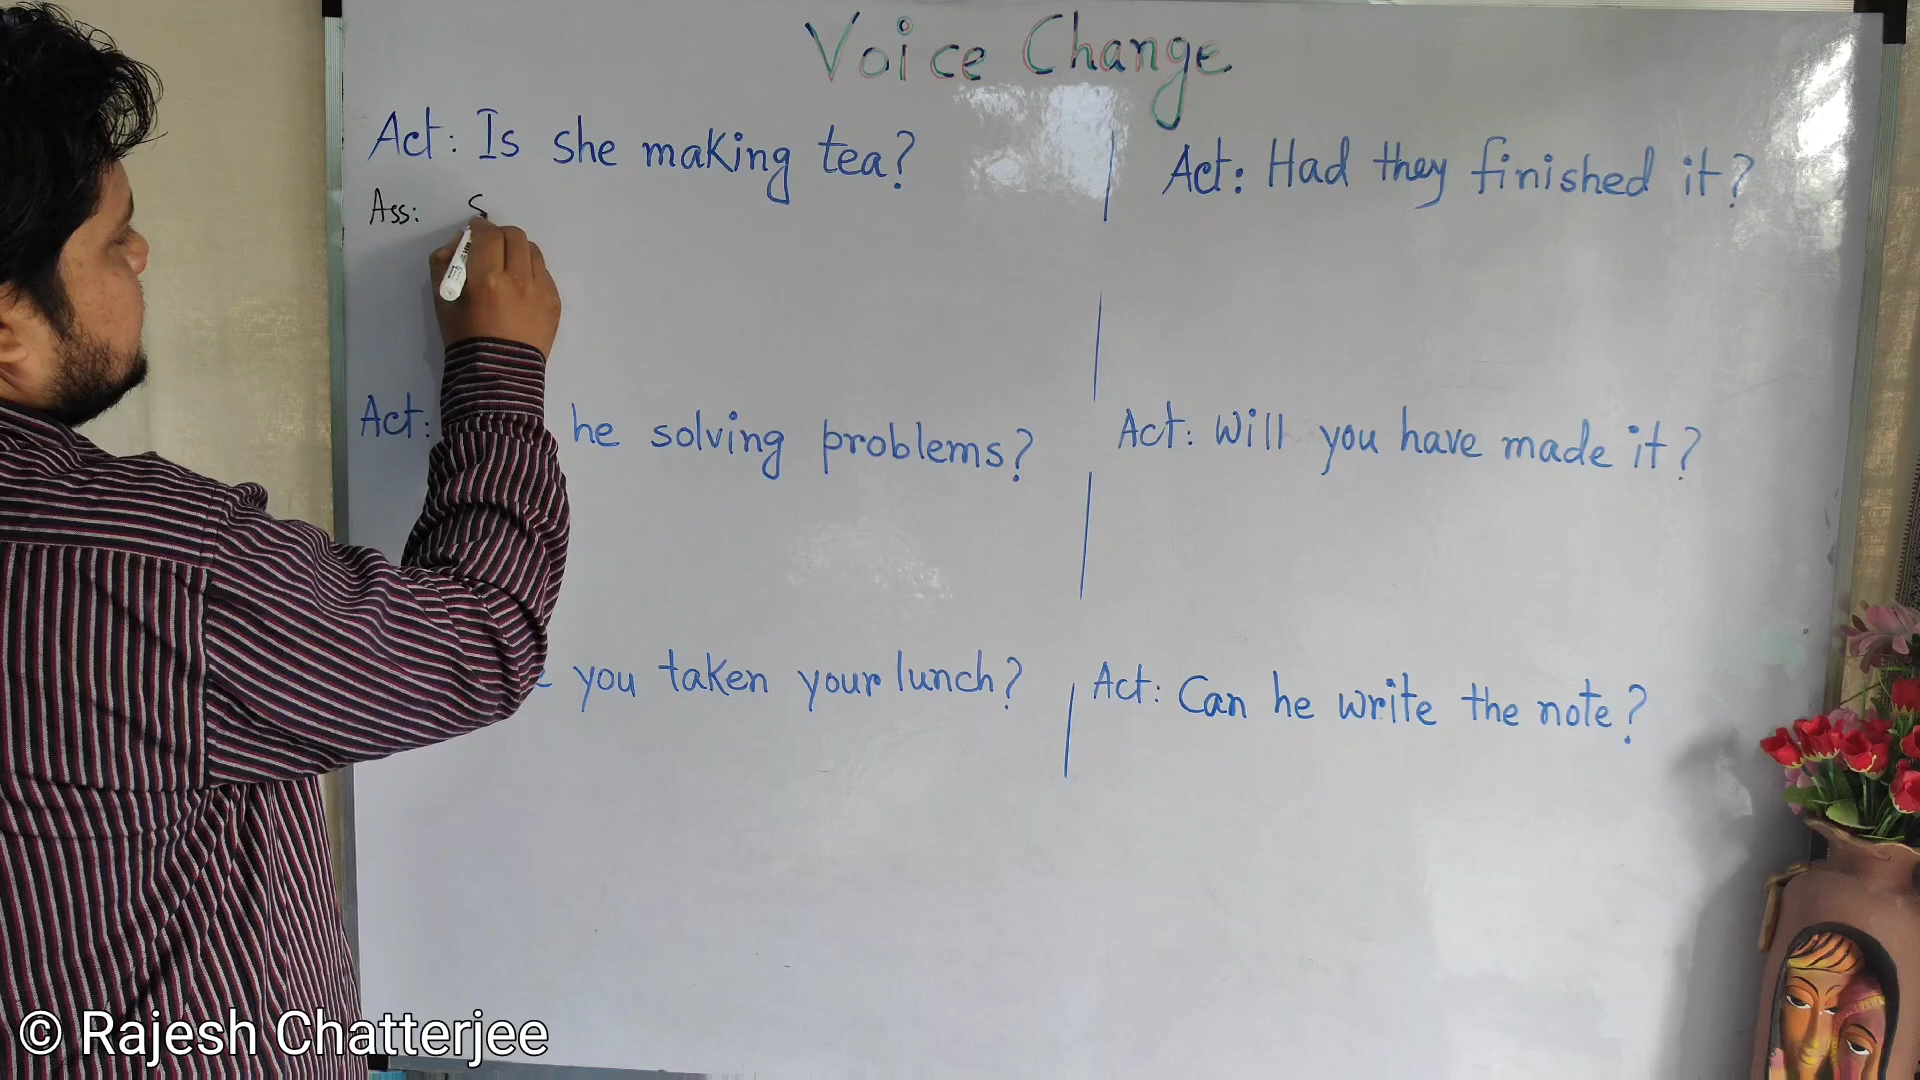 Voice Change
Act: Is she making tea?
Ass: S
Act: he solving problems?
you taken your lunch?
Act: Had they finished it?
Act: Will you have made it?
Act: Can he write the note?
© Rajesh Chatterjee